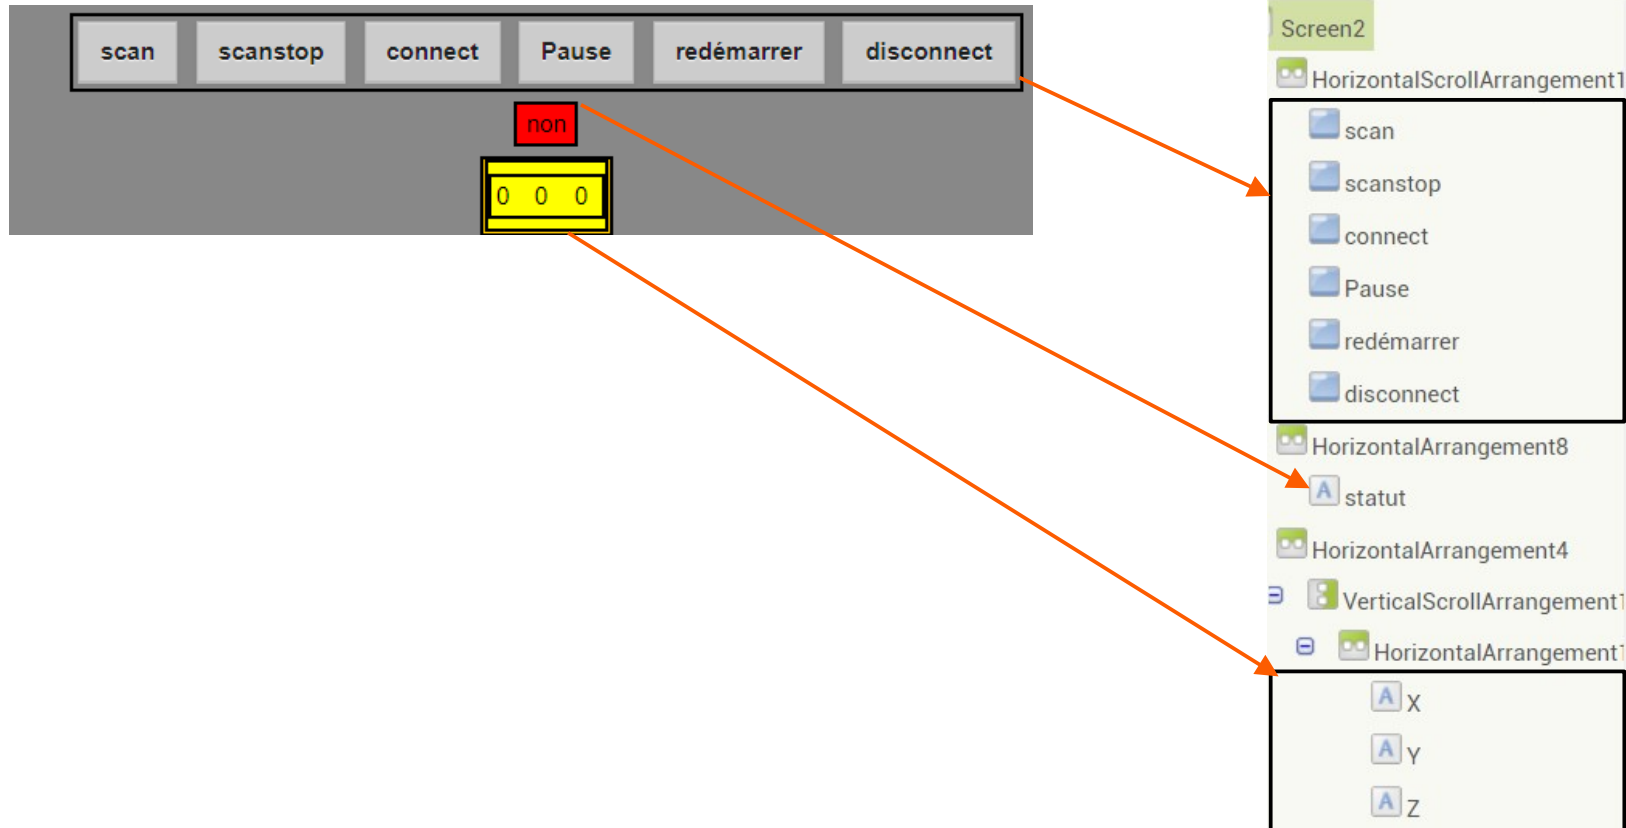 scan scanstop connect Pause redémarrer disconnect
non
0 0 0
Screen2
HorizontalScrollArrangement1
scan
scanstop
connect
Pause
redémarrer
disconnect
HorizontalArrangement8
A statut
HorizontalArrangement4
VerticalScrollArrangement1
HorizontalArrangement1
A X
A Y
A Z